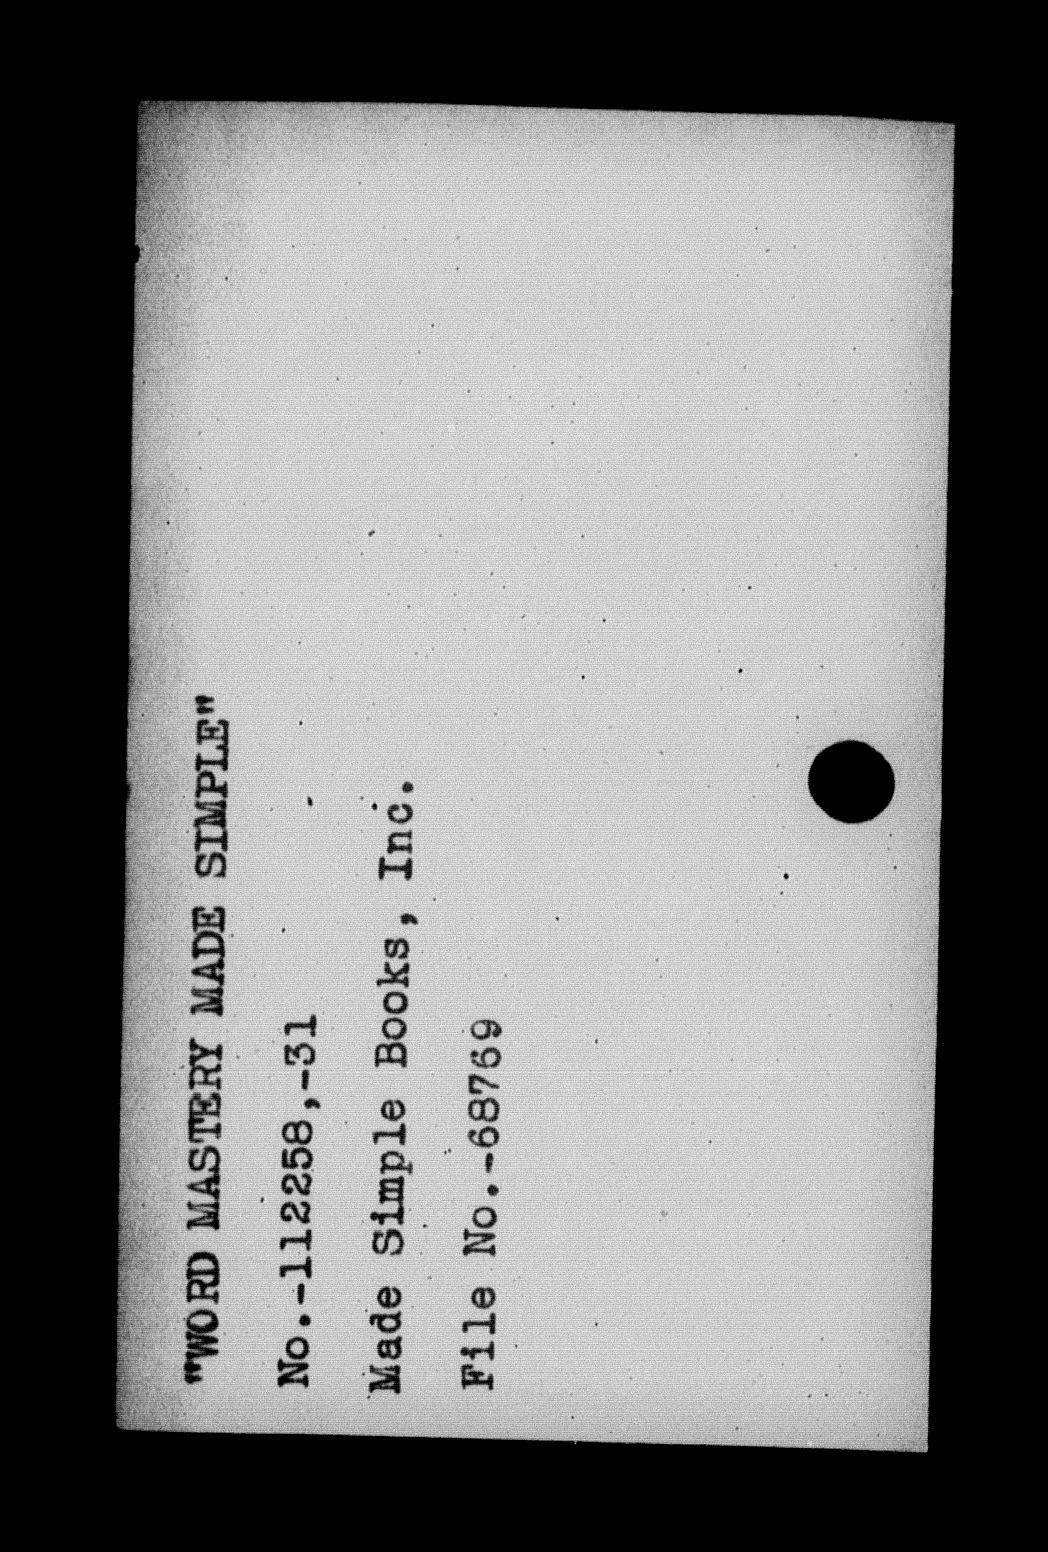 "WORD MASTERY MADE SIMPLE"
No.-112258,-31
Made Simple Books, Inc.
File No.-68769